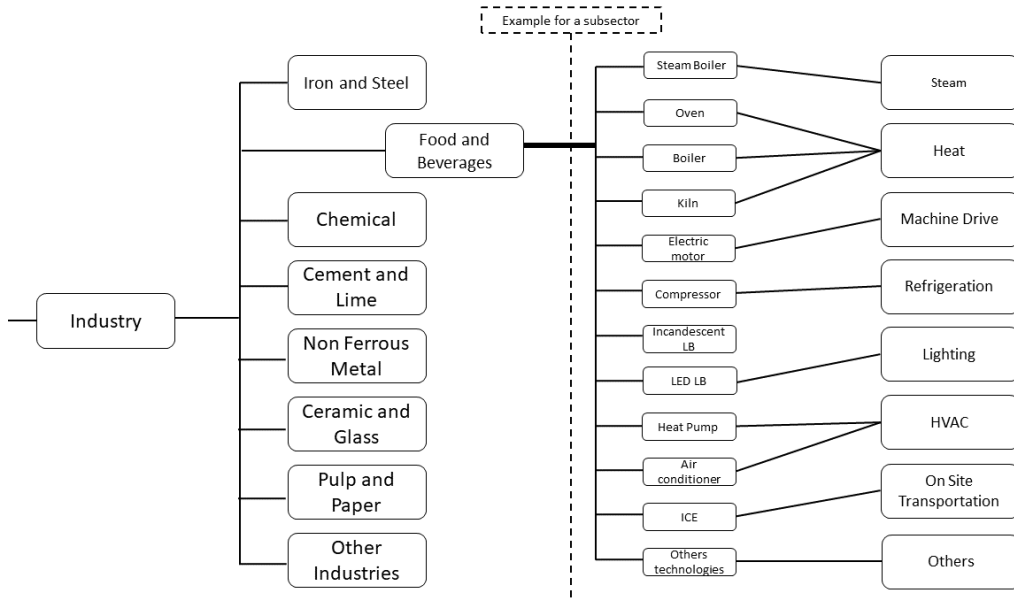 Example for a subsector
Industry
Iron and Steel
Food and
Beverages
Chemical
Cement and
Lime
Non Ferrous
Metal
Ceramic and
Glass
Pulp and
Paper
Other
Industries
Steam Boiler
Oven
Boiler
Kiln
Electric
motor
Compressor
Incandescent
LB
LED LB
Heat Pump
Air
conditioner
ICE
Others
technologies
Steam
Heat
Machine Drive
Refrigeration
Lighting
HVAC
On Site
Transportation
Others